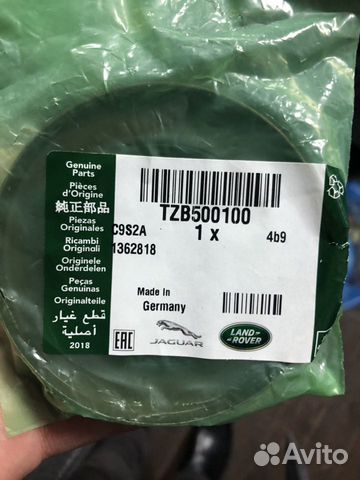 Genuine
Parts
Pièces
d'Origine
純正部品
Piezas
Originales
Ricambi
Originali
Originele
Onderdelen
Peças
Genuinas
Originalteile
قطع غيار
أصلية
2018
TZB500100
C9S2A
1 x
4b9
1362818
Made in
Germany
EAC
JAGUAR
LAND-
ROVER
Avito